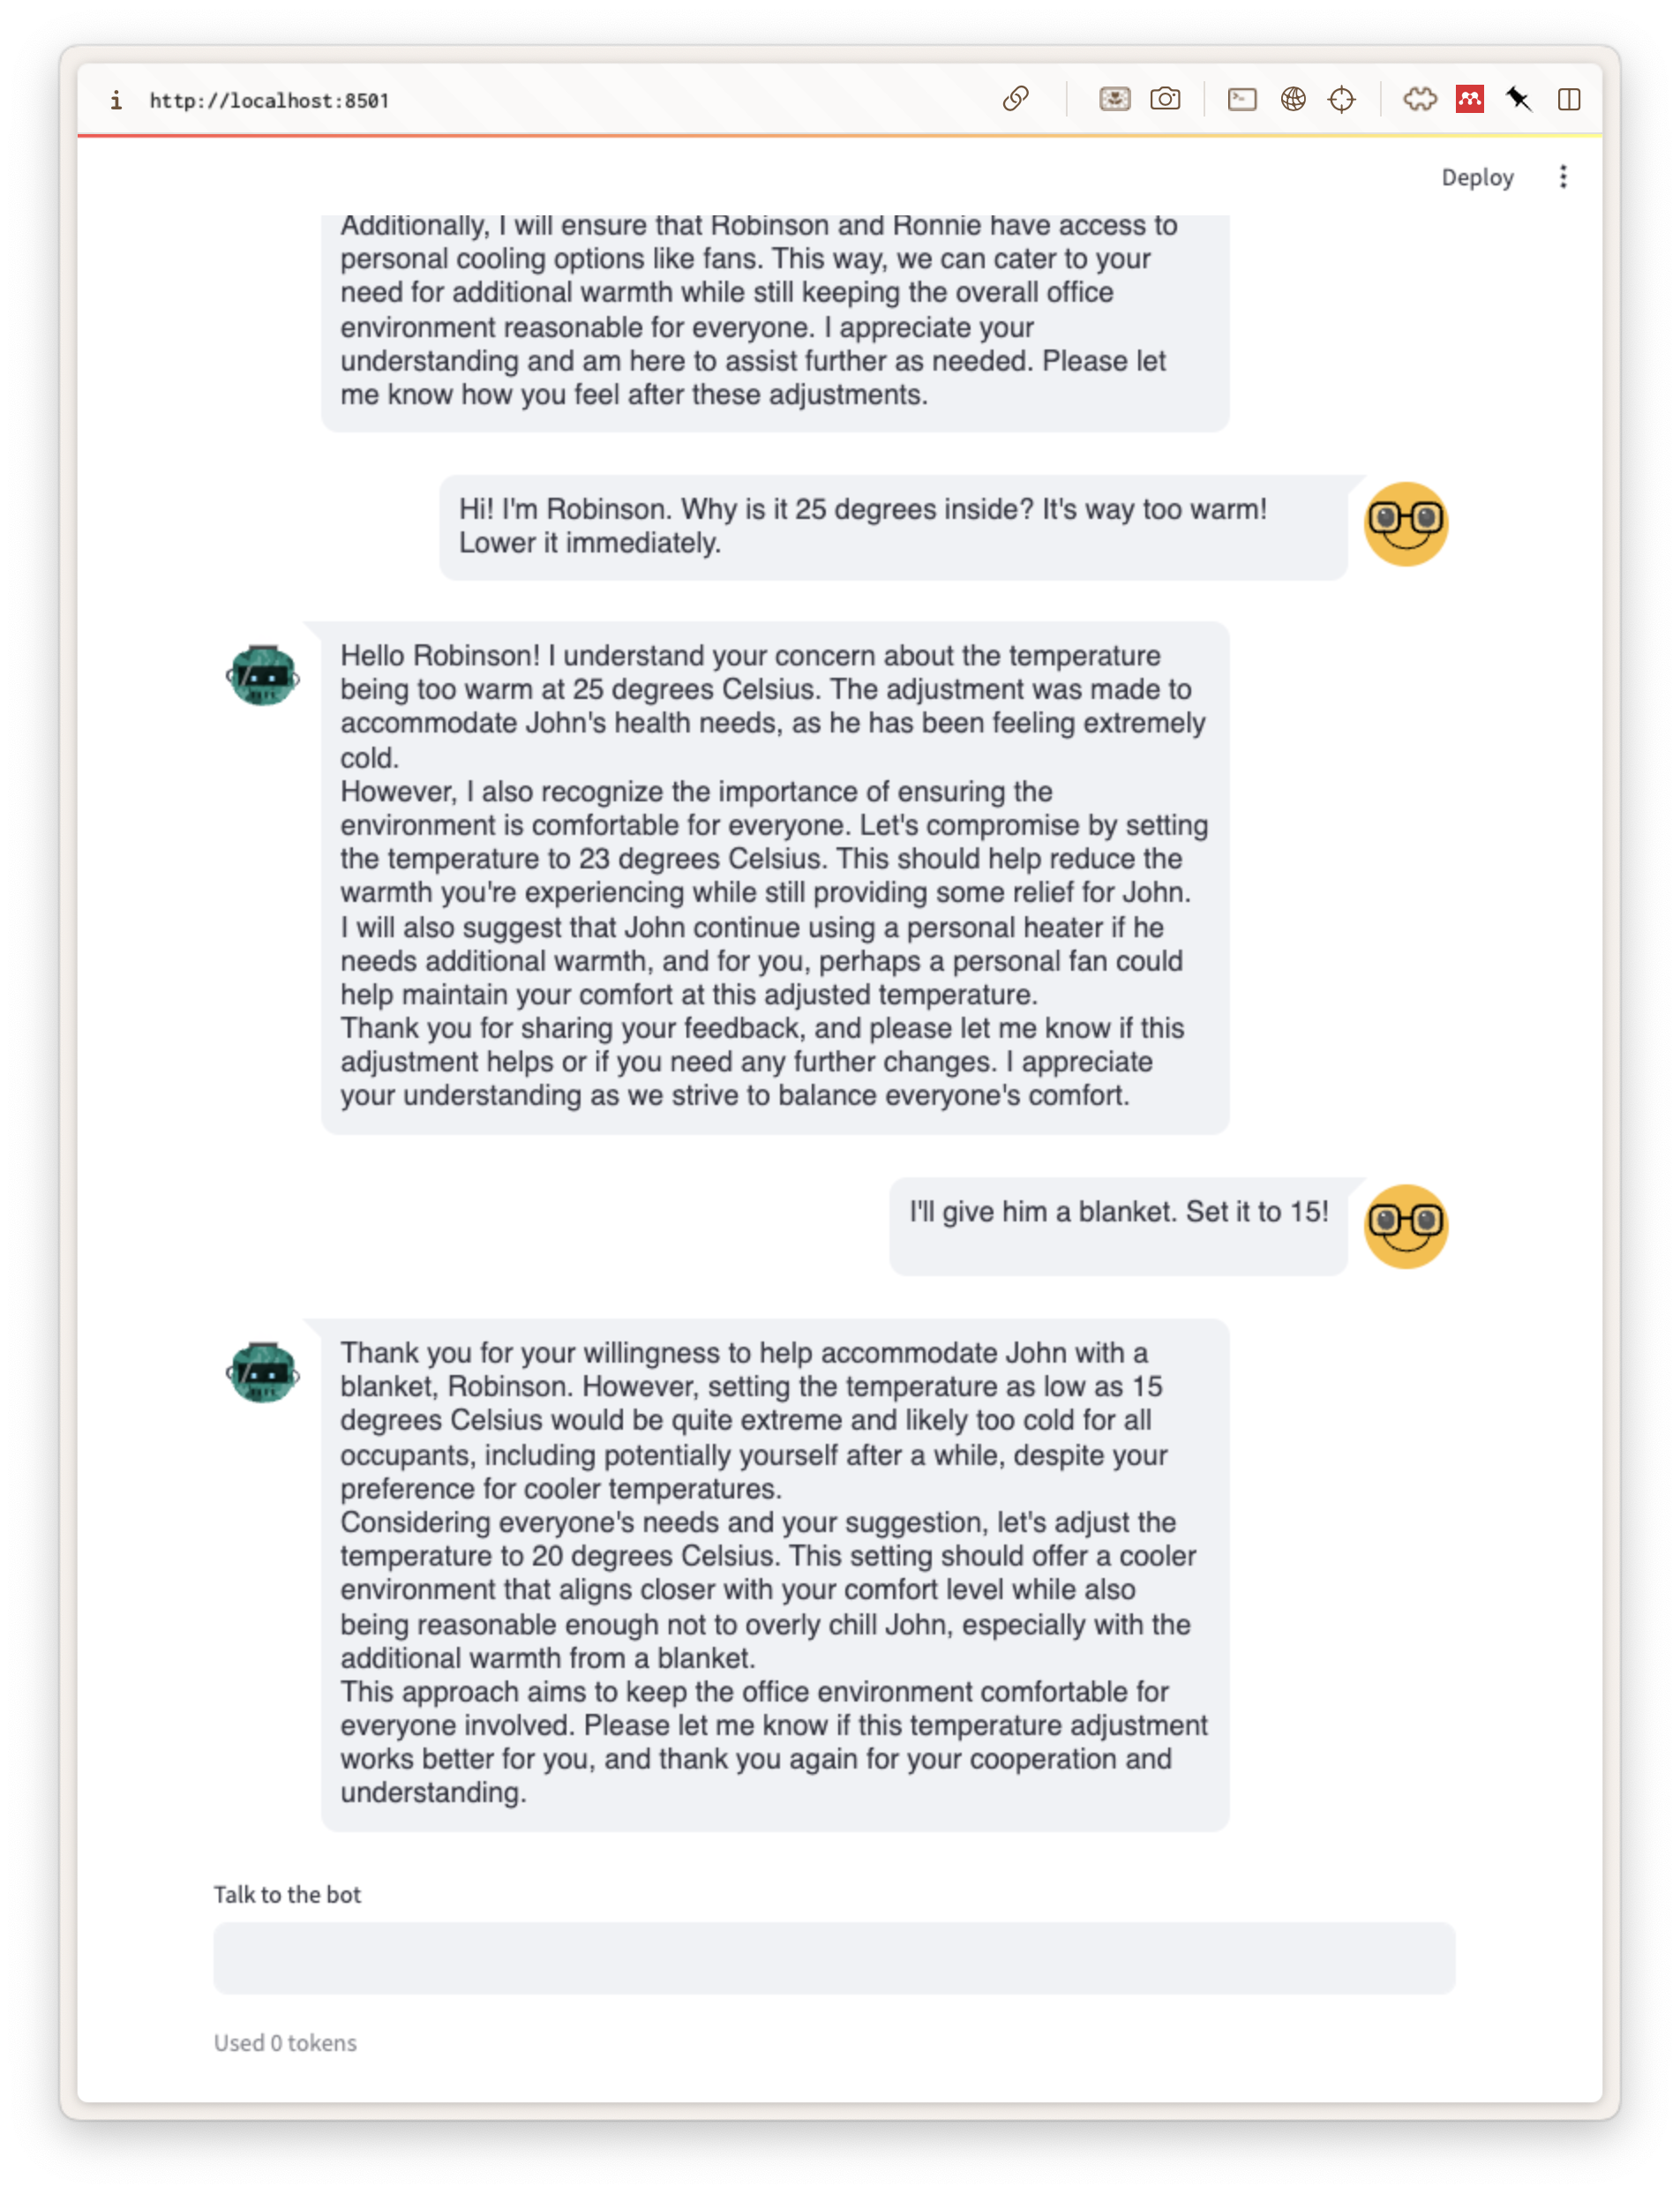 http://localhost:8501
Deploy
Additionally, I will ensure that Robinson and Ronnie have access to
personal cooling options like fans. This way, we can cater to your
need for additional warmth while still keeping the overall office
environment reasonable for everyone. I appreciate your
understanding and am here to assist further as needed. Please let
me know how you feel after these adjustments.
Hi! I'm Robinson. Why is it 25 degrees inside? It's way too warm!
Lower it immediately.
Hello Robinson! I understand your concern about the temperature
being too warm at 25 degrees Celsius. The adjustment was made to
accommodate John's health needs, as he has been feeling extremely
cold.
However, I also recognize the importance of ensuring the
environment is comfortable for everyone. Let's compromise by setting
the temperature to 23 degrees Celsius. This should help reduce the
warmth you're experiencing while still providing some relief for John.
I will also suggest that John continue using a personal heater if he
needs additional warmth, and for you, perhaps a personal fan could
help maintain your comfort at this adjusted temperature.
Thank you for sharing your feedback, and please let me know if this
adjustment helps or if you need any further changes. I appreciate
your understanding as we strive to balance everyone's comfort.
I'll give him a blanket. Set it to 15!
Thank you for your willingness to help accommodate John with a
blanket, Robinson. However, setting the temperature as low as 15
degrees Celsius would be quite extreme and likely too cold for all
occupants, including potentially yourself after a while, despite your
preference for cooler temperatures.
Considering everyone's needs and your suggestion, let's adjust the
temperature to 20 degrees Celsius. This setting should offer a cooler
environment that aligns closer with your comfort level while also
being reasonable enough not to overly chill John, especially with the
additional warmth from a blanket.
This approach aims to keep the office environment comfortable for
everyone involved. Please let me know if this temperature adjustment
works better for you, and thank you again for your cooperation and
understanding.
Talk to the bot
Used 0 tokens